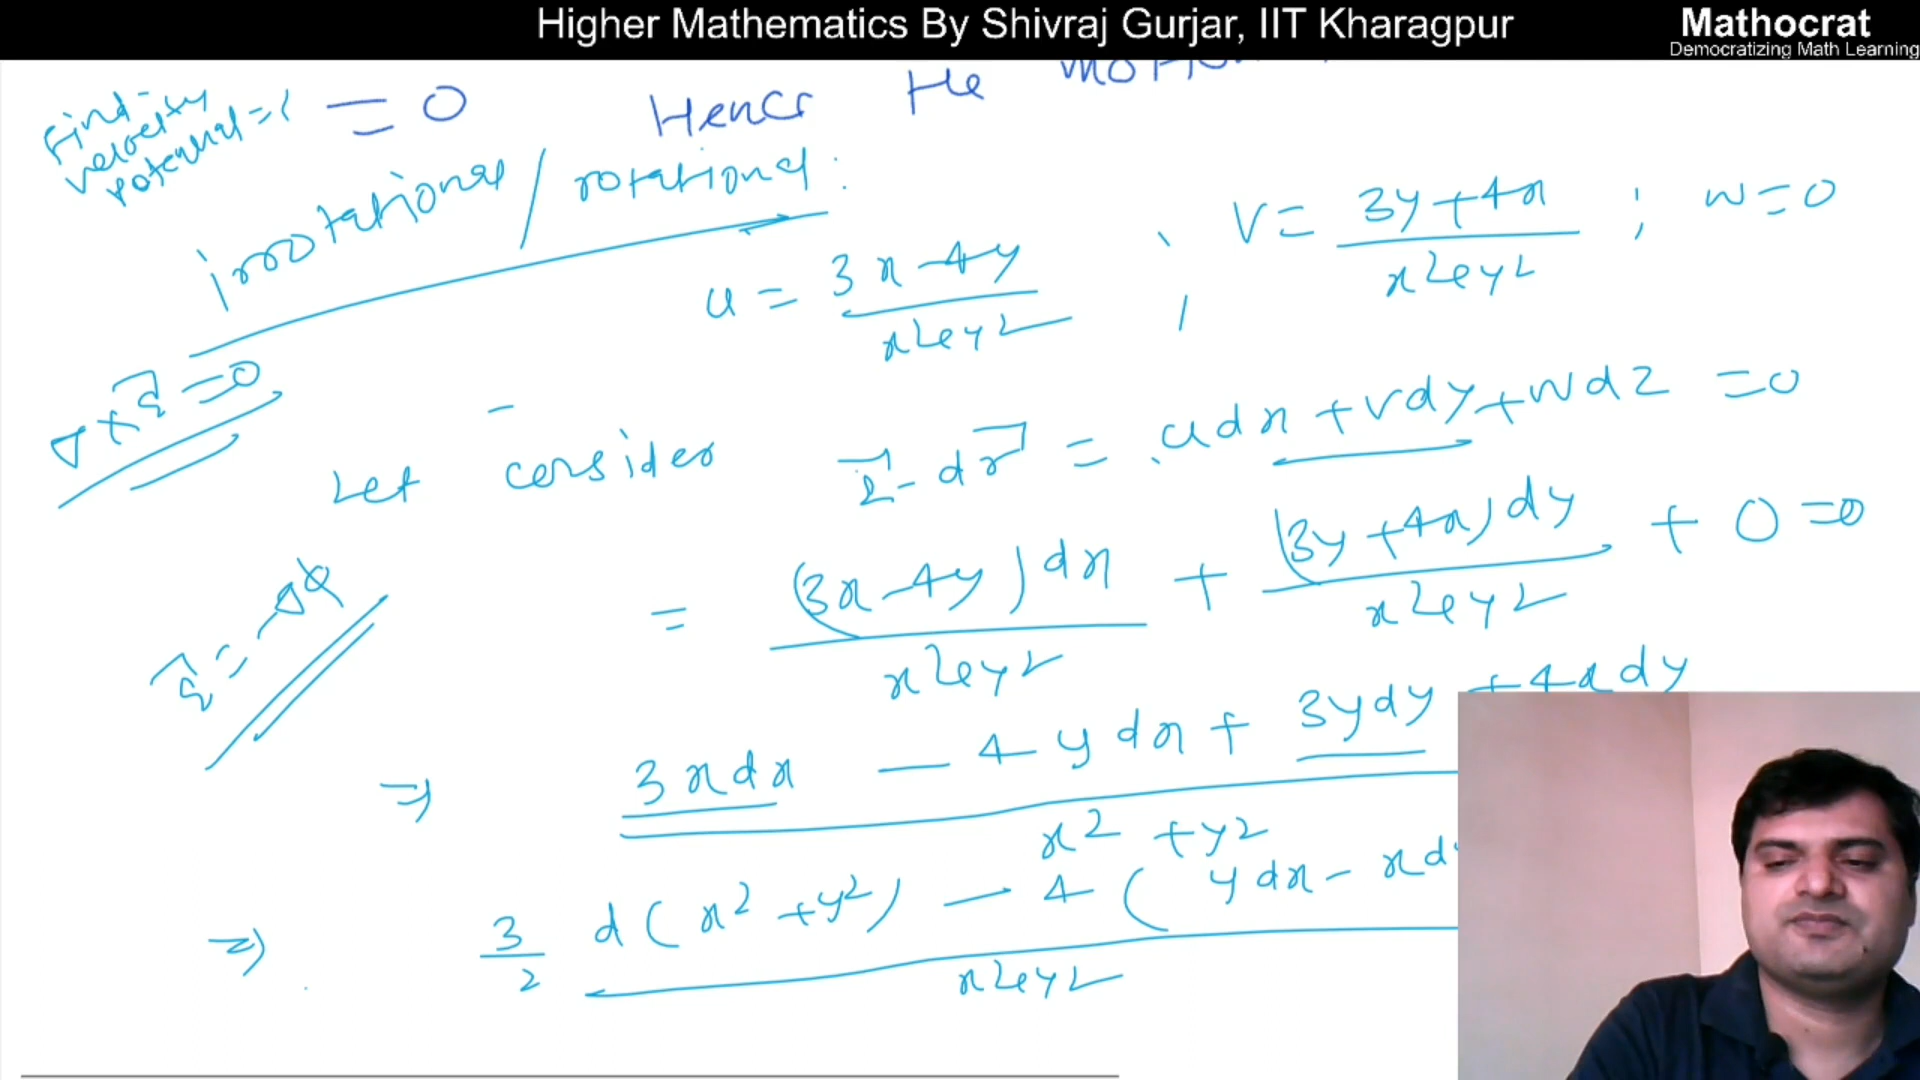 Higher Mathematics By Shivraj Gurjar, IIT Kharagpur
Mathocrat
Democratizing Math Learning
Find velocity potential = ?
= 0 Hence the motion
irrotational / rotational :
u = (3x - 4y) / (x² + y²) ; v = (3y + 4x) / (x² + y²) ; w = 0
∇ × q⃗ = 0
Let consider q⃗ · dr⃗ = udx + vdy + wdz = 0
= (3x - 4y) dx / (x² + y²) + (3y + 4x) dy / (x² + y²) + 0 = 0
q⃗ = -∇φ
⇒ (3xdx - 4ydx + 3ydy + 4xdy) / (x² + y²)
⇒ 3/2 d(x² + y²) - 4(ydx - xdy / (x² + y²)